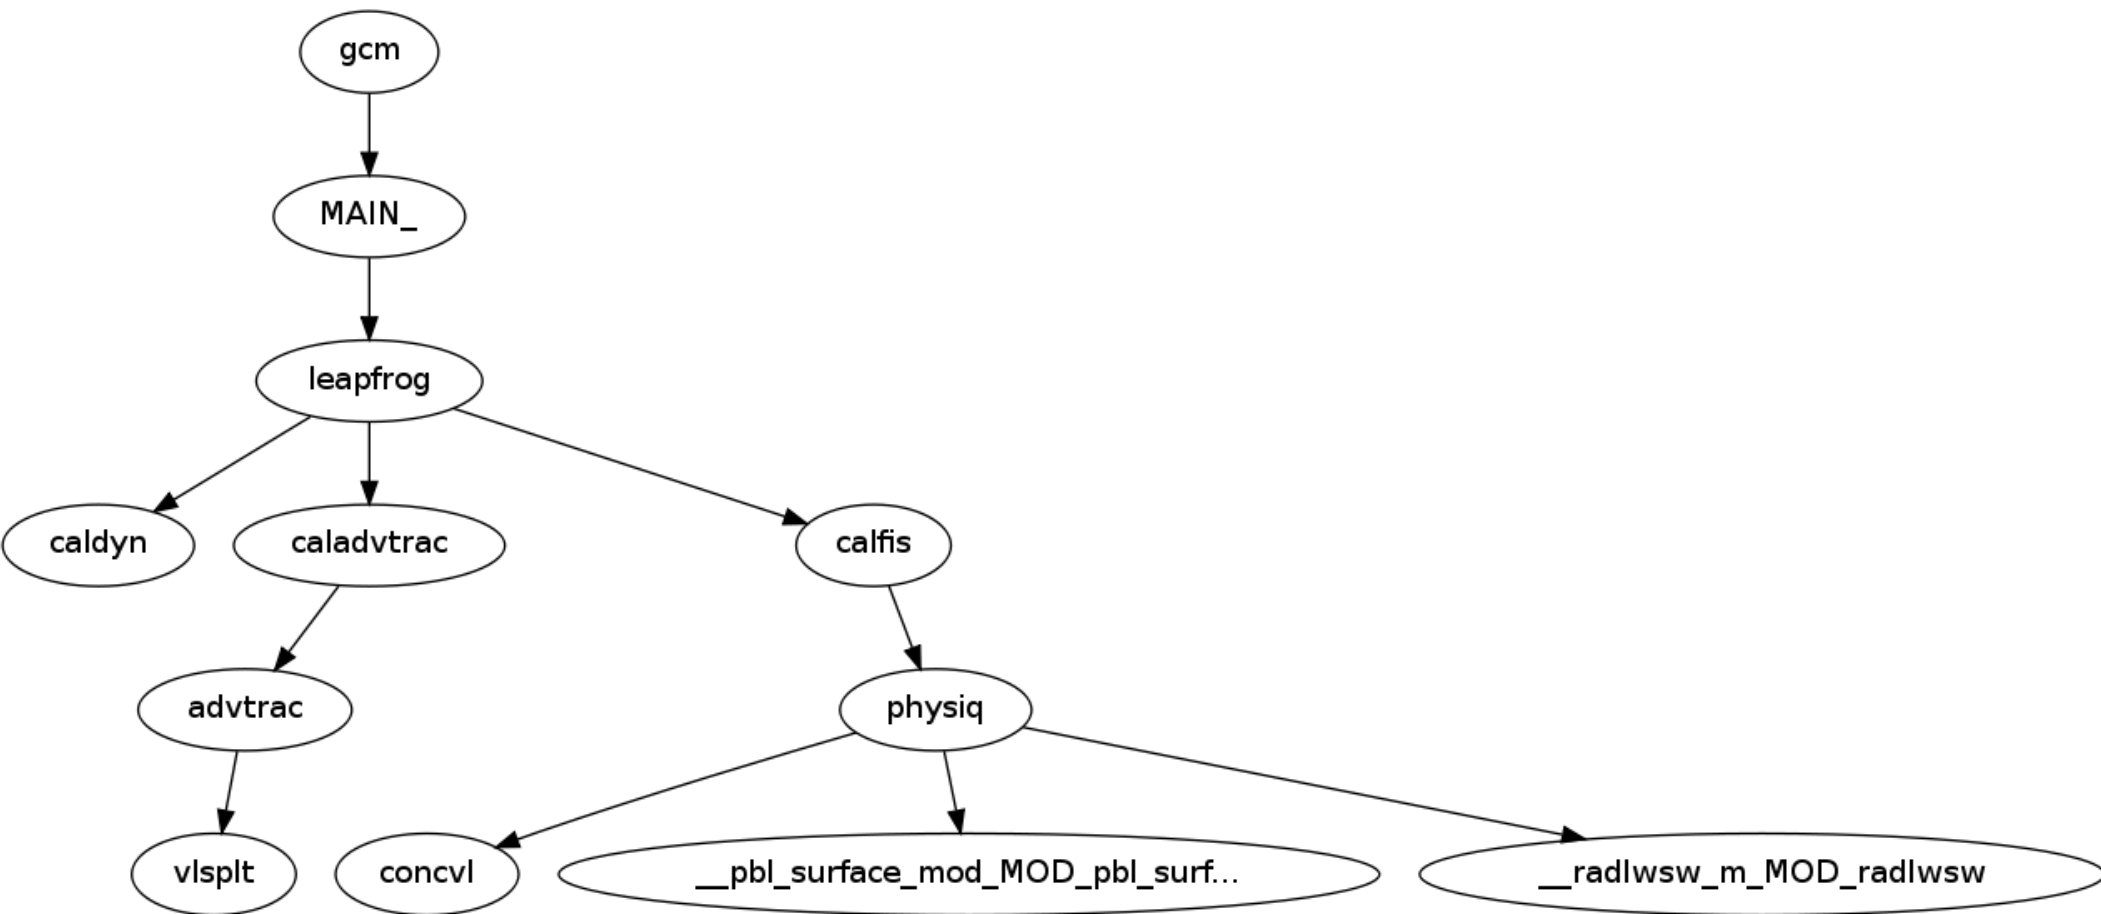 gcm
MAIN_
leapfrog
caldyn
caladvtrac
calfis
advtrac
physiq
vlsplt
concvl
__pbl_surface_mod_MOD_pbl_surf...
__radlwsw_m_MOD_radlwsw